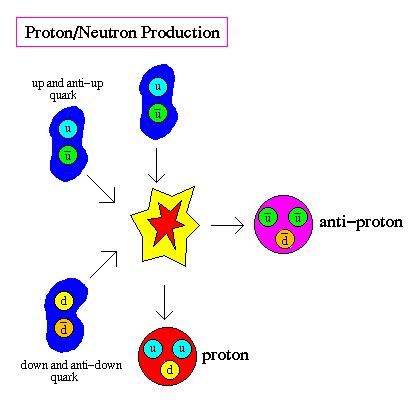 Proton/Neutron Production
up and anti-up
quark
u
u̅
u
u̅
u̅ u̅
d̅
anti-proton
d
d̅
down and anti-down
quark
u u
d
proton